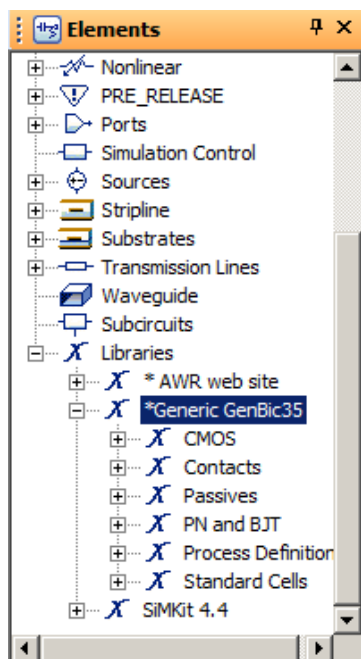 Elements
Nonlinear
PRE_RELEASE
Ports
Simulation Control
Sources
Stripline
Substrates
Transmission Lines
Waveguide
Subcircuits
Libraries
* AWR web site
*Generic GenBic35
CMOS
Contacts
Passives
PN and BJT
Process Definition
Standard Cells
SiMKit 4.4